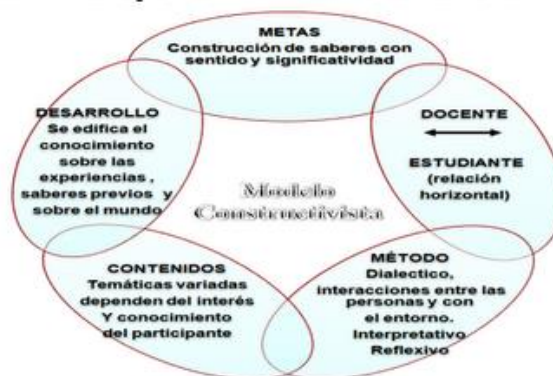 METAS
Construcción de saberes con
sentido y significatividad
DESARROLLO
Se edifica el
conocimiento
sobre las
experiencias ,
saberes previos y
sobre el mundo
DOCENTE
ESTUDIANTE
(relación
horizontal)
Modelo
Constructivista
CONTENIDOS
Temáticas variadas
dependen del interés
Y conocimiento
del participante
MÉTODO
Dialectico,
interacciones entre las
personas y con
el entorno.
Interpretativo
Reflexivo